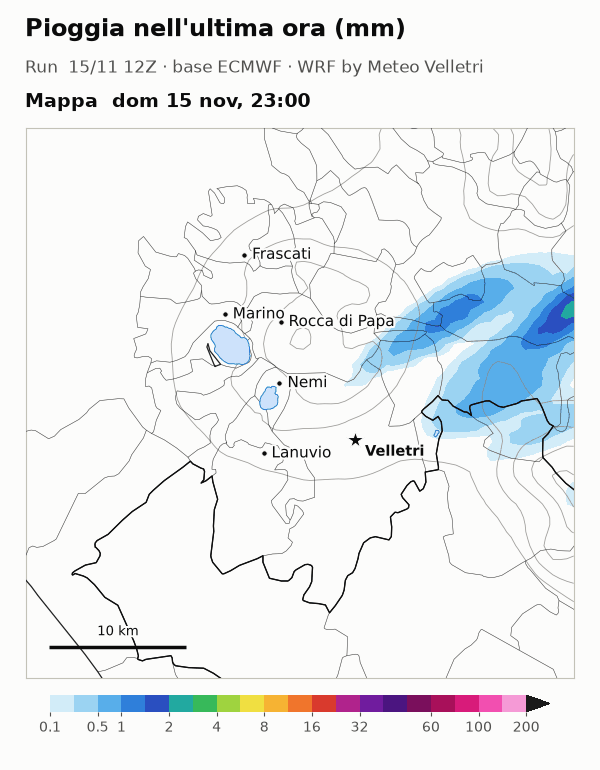 Pioggia nell'ultima ora (mm)
Run  15/11 12Z · base ECMWF · WRF by Meteo Velletri
Mappa  dom 15 nov, 23:00
Frascati
Marino
Rocca di Papa
Nemi
Velletri
Lanuvio
10 km
0.1 0.5 1 2 4 8 16 32 60 100 200